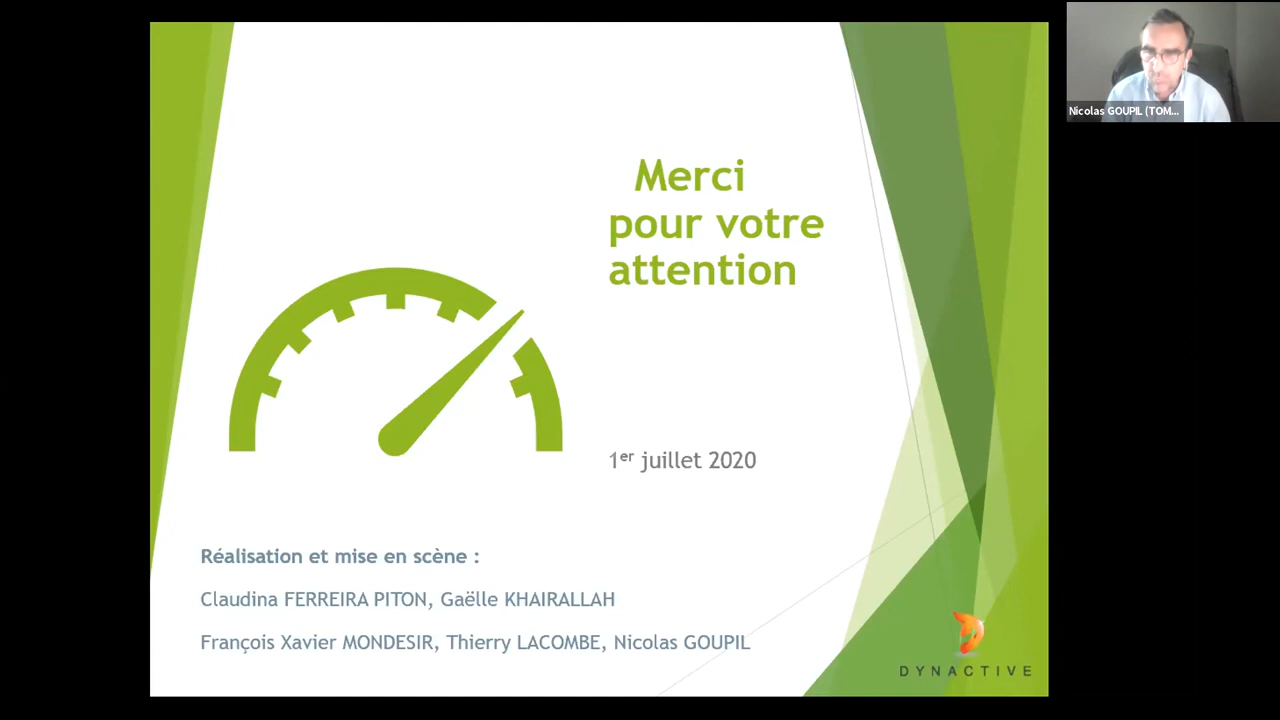 Merci
pour votre
attention
1er juillet 2020
Réalisation et mise en scène :
Claudina FERREIRA PITON, Gaëlle KHAIRALLAH
François Xavier MONDESIR, Thierry LACOMBE, Nicolas GOUPIL
DYNACTIVE
Nicolas GOUPIL (TOM...